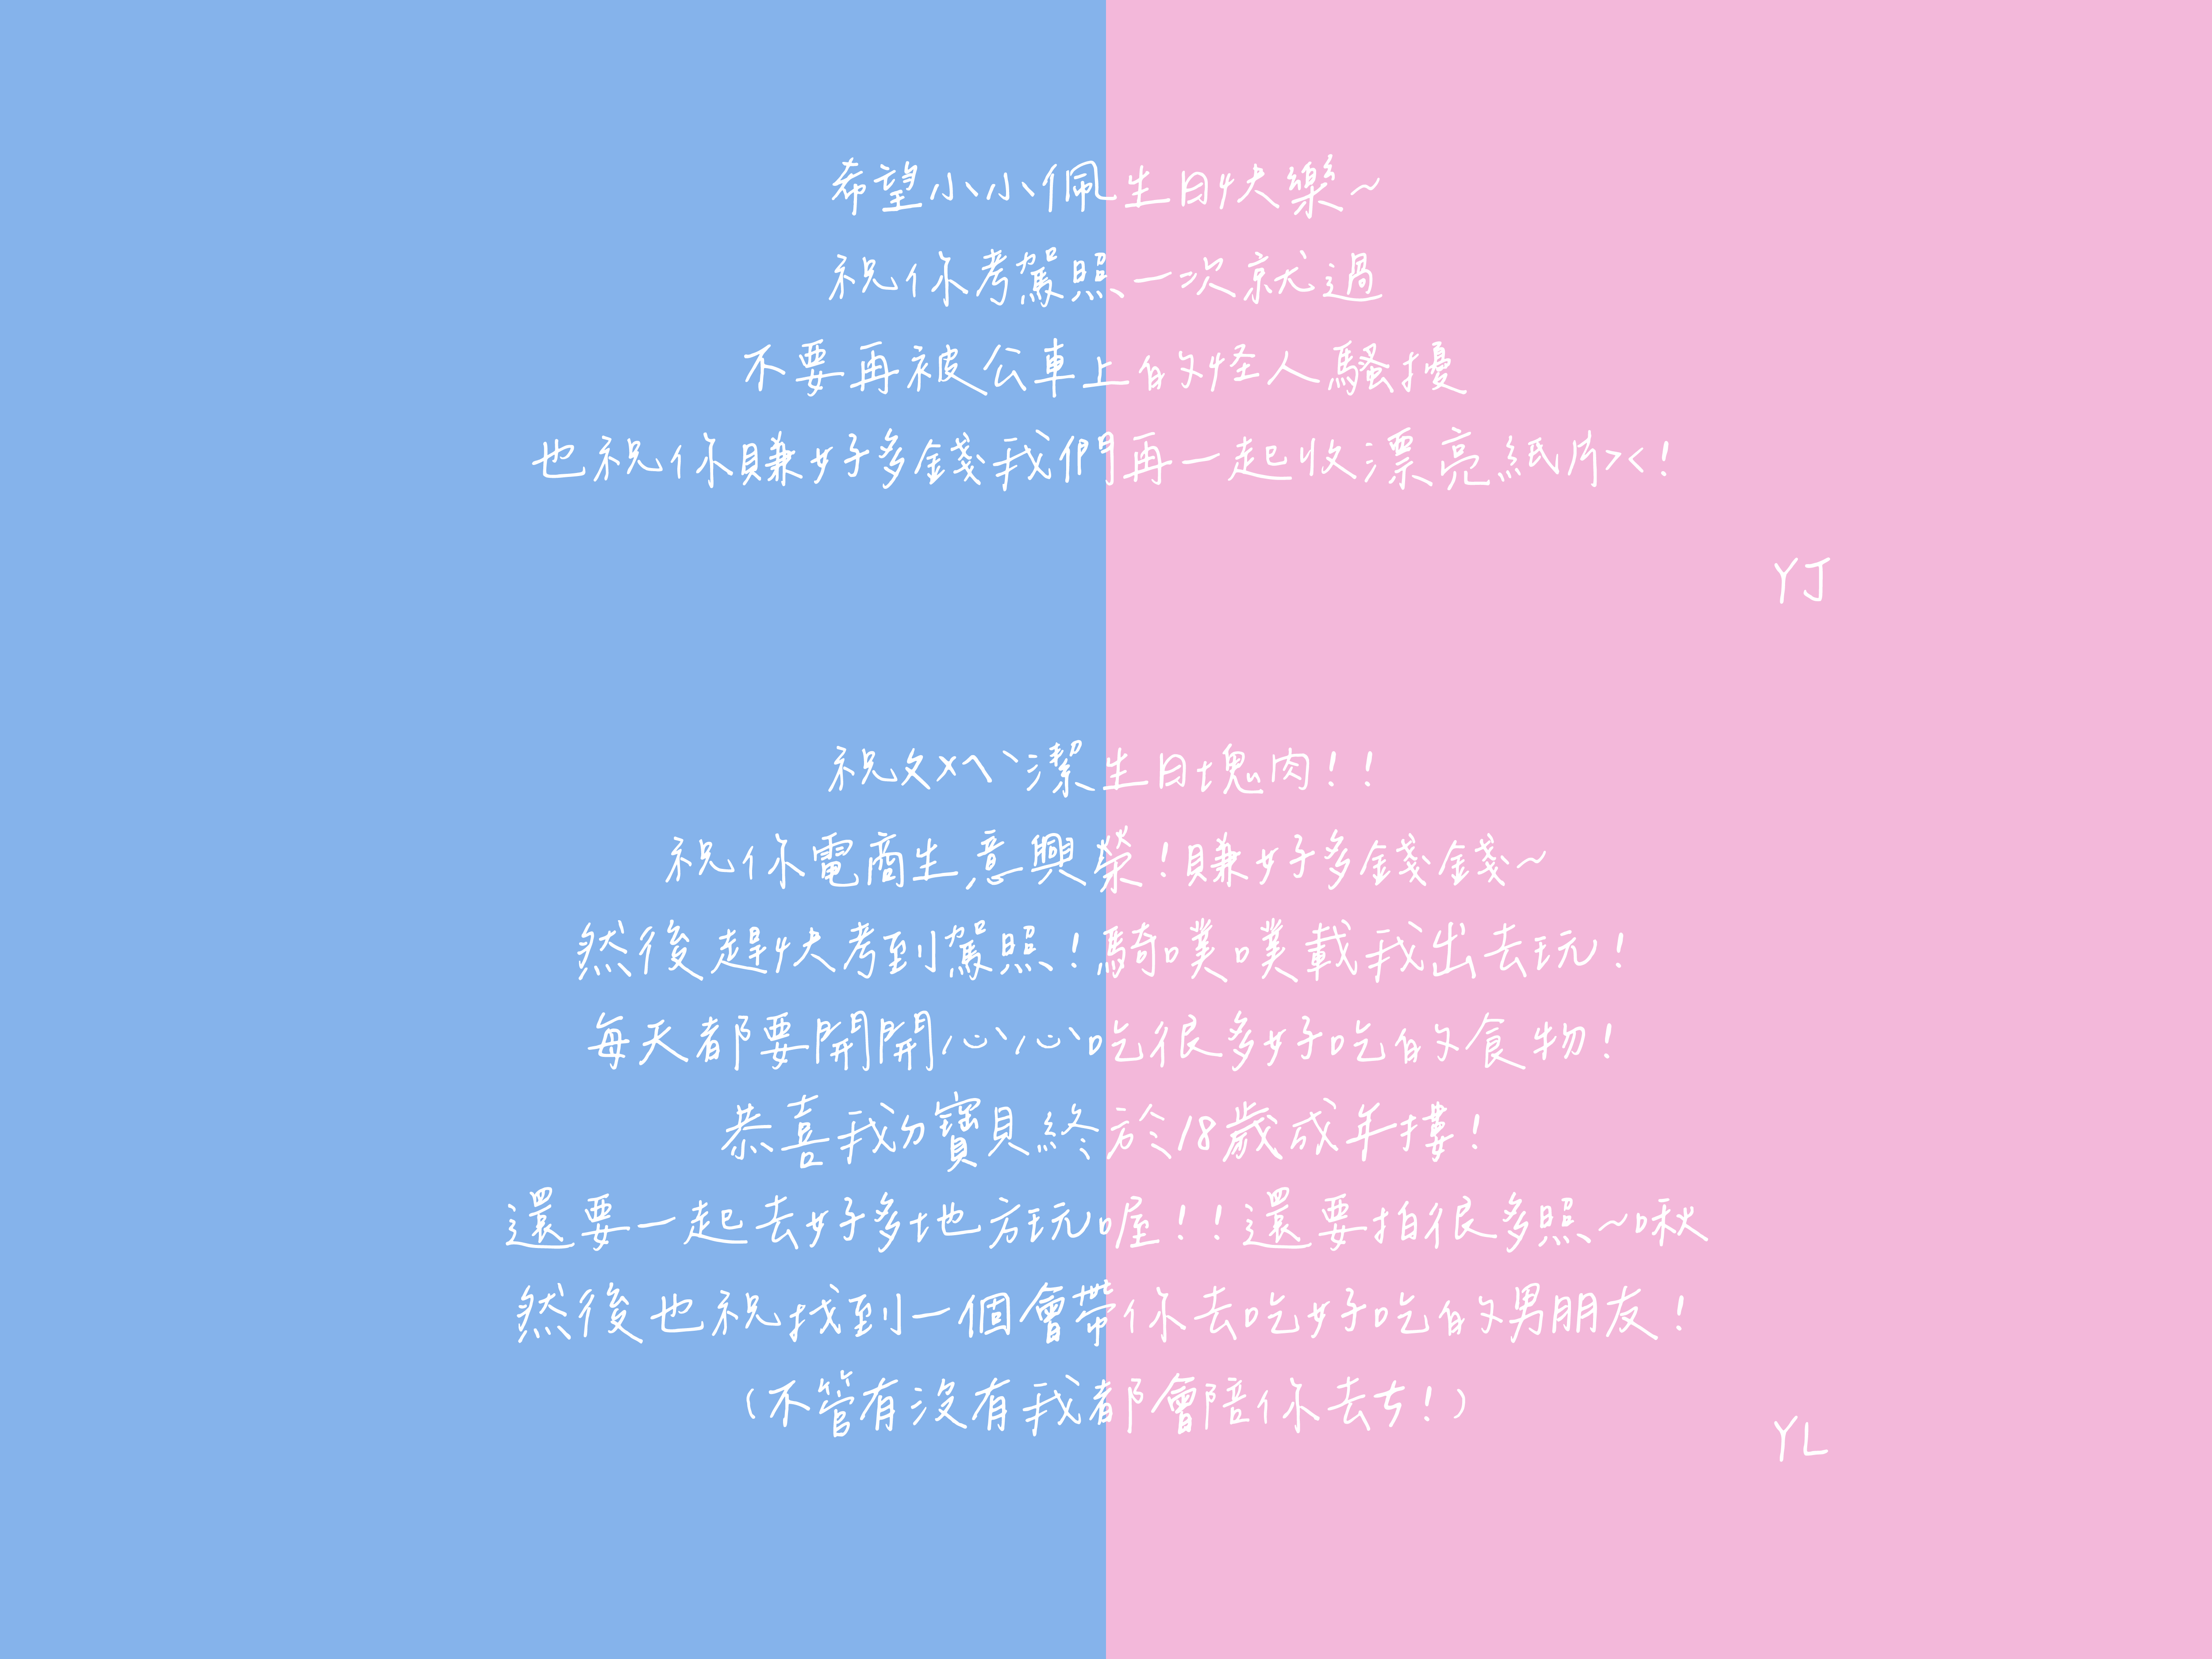 希望小小佩生日快樂~
祝你考駕照一次就過
不要再被公車上的怪人騷擾
也祝你賺好多錢我們再一起收漂亮紙ㄉㄍ!
YJ
祝ㄆㄨㄟˋ潔生日塊肉!!
祝你電商生意興榮!賺好多錢錢~
然後趕快考到駕照!騎噗噗載我出去玩!
每天都要開開心心吃很多好吃的食物!
恭喜我ㄉ寶貝終於18歲成年摟!
還要一起去好多地方玩喔!!還要拍很多照~啾
然後也祝找到一個會帶你去吃好吃的男朋友!
(不管有沒有我都會陪你去ㄘ!)
YL